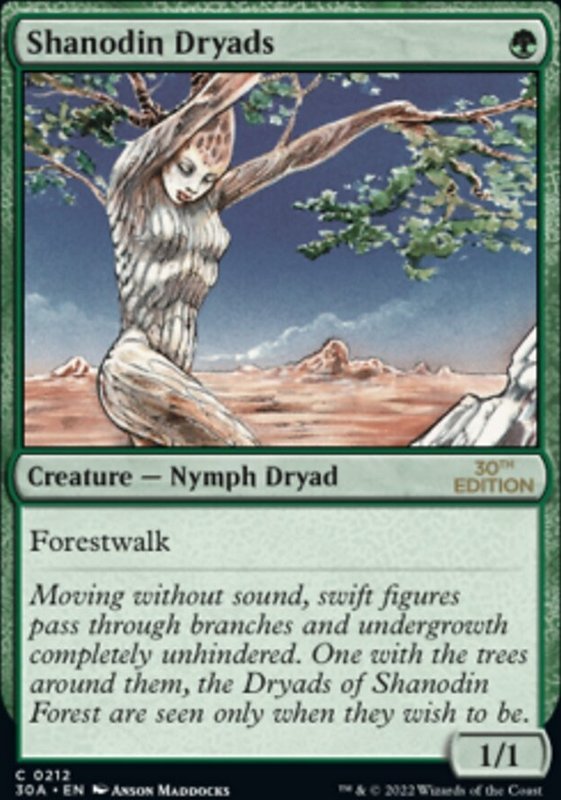 Shanodin Dryads
Creature — Nymph Dryad
30TH
EDITION
Forestwalk
Moving without sound, swift figures
pass through branches and undergrowth
completely unhindered. One with the trees
around them, the Dryads of Shanodin
Forest are seen only when they wish to be.
1/1
C 0212
30A • EN Anson Maddocks
™ & © 2022 Wizards of the Coast